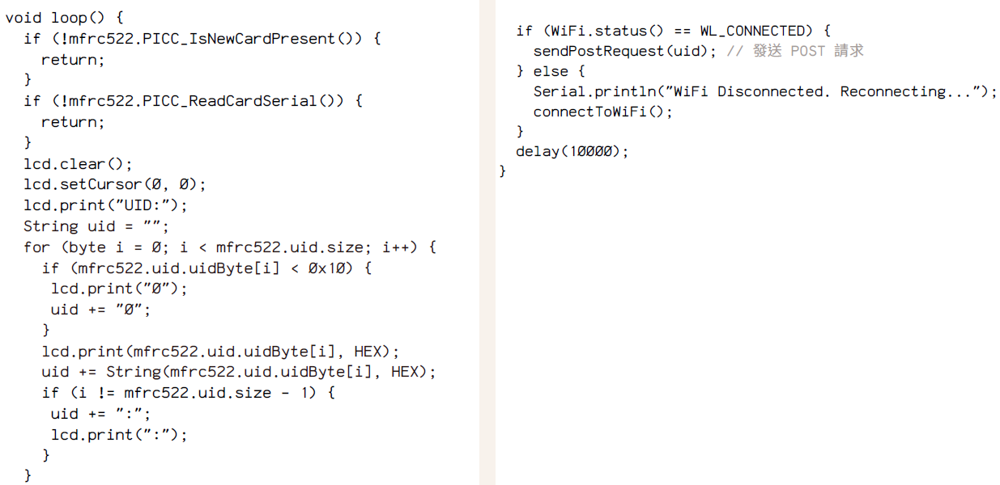 void loop() {
  if (!mfrc522.PICC_IsNewCardPresent()) {
    return;
  }
  if (!mfrc522.PICC_ReadCardSerial()) {
    return;
  }
  lcd.clear();
  lcd.setCursor(0, 0);
  lcd.print("UID:");
  String uid = "";
  for (byte i = 0; i < mfrc522.uid.size; i++) {
    if (mfrc522.uid.uidByte[i] < 0x10) {
     lcd.print("0");
     uid += "0";
    }
    lcd.print(mfrc522.uid.uidByte[i], HEX);
    uid += String(mfrc522.uid.uidByte[i], HEX);
    if (i != mfrc522.uid.size - 1) {
     uid += ":";
     lcd.print(":");
    }
  }
  if (WiFi.status() == WL_CONNECTED) {
    sendPostRequest(uid); // 發送 POST 請求
  } else {
    Serial.println("WiFi Disconnected. Reconnecting...");
    connectToWiFi();
  }
  delay(10000);
}